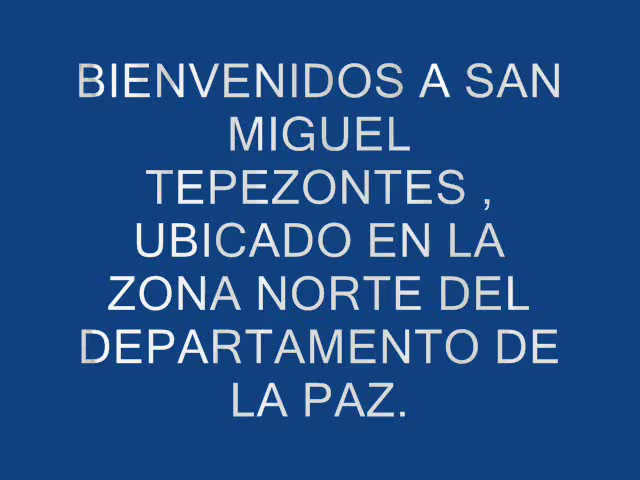 BIENVENIDOS A SAN
MIGUEL
TEPEZONTES ,
UBICADO EN LA
ZONA NORTE DEL
DEPARTAMENTO DE
LA PAZ.